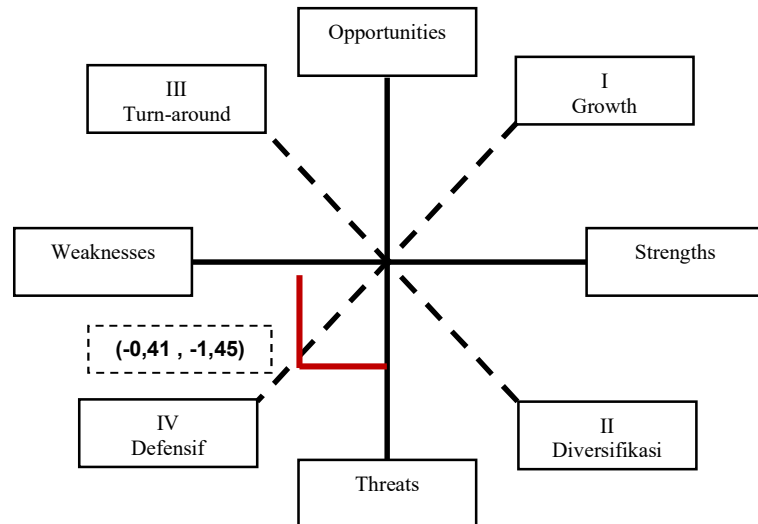 Opportunities
III
Turn-around
I
Growth
Weaknesses
Strengths
(-0,41 , -1,45)
IV
Defensif
II
Diversifikasi
Threats